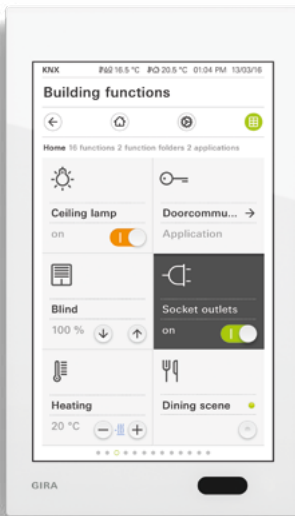 KNX 16.5 °C 20.5 °C 01:04 PM 13/03/16
Building functions
Home 16 functions 2 function folders 2 applications
Ceiling lamp
on
Doorcommu... →
Application
Blind
100 %
Socket outlets
on
Heating
20 °C
Dining scene
GIRA